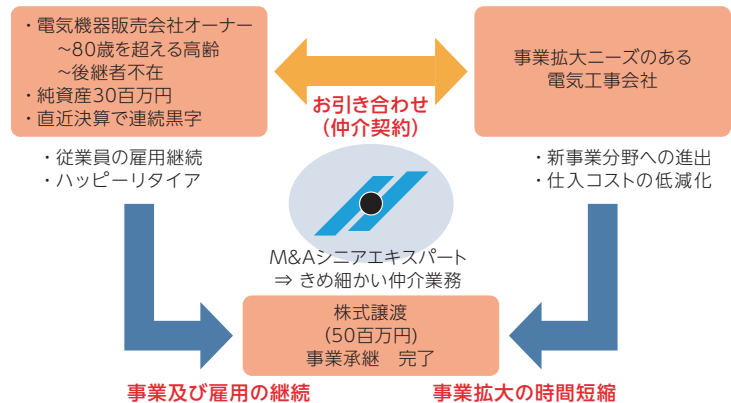 ・電気機器販売会社オーナー
~80歳を超える高齢
~後継者不在
・純資産30百万円
・直近決算で連続黒字
お引き合わせ
(仲介契約)
事業拡大ニーズのある
電気工事会社
・従業員の雇用継続
・ハッピーリタイア
・新事業分野への進出
・仕入コストの低減化
M&Aシニアエキスパート
⇒ きめ細かい仲介業務
株式譲渡
(50百万円)
事業承継　完了
事業及び雇用の継続
事業拡大の時間短縮